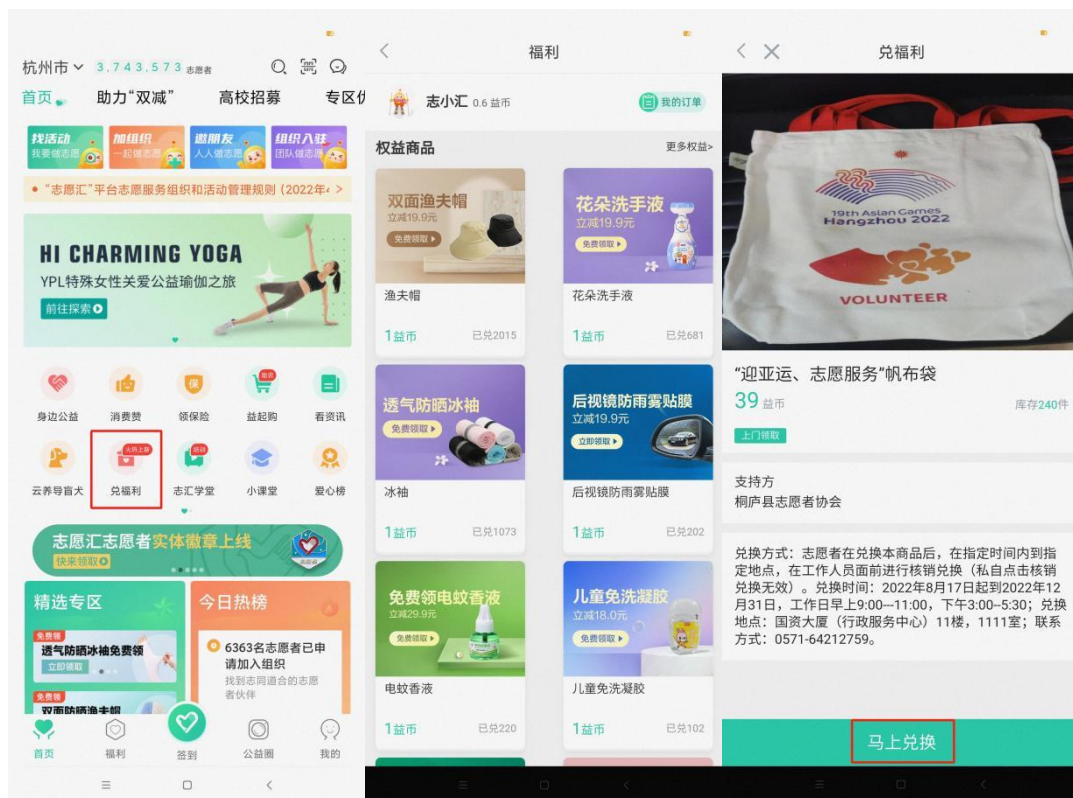 杭州市 3,743,573 志愿者
首页 助力“双减” 高校招募 专区
找活动 加组织 邀朋友 组织入驻
我要做志愿 一起做志愿 人人做志愿 团队做志愿
“志愿汇”平台志愿服务组织和活动管理规则 (2022年
HI CHARMING YOGA
YPL特殊女性关爱公益瑜伽之旅
前往探索
保
身边公益 消费赞 领保险 益起购 看资讯
火热上新 培训
云养导盲犬 兑福利 志汇学堂 小课堂 爱心榜
志愿汇志愿者实体徽章上线
快来领取
精选专区 今日热榜
免费领
透气防晒冰袖免费领
立即领取
6363名志愿者已申
请加入组织
找到志同道合的志愿
者伙伴
免费领
双面防晒渔夫帽
首页 福利 签到 公益圈 我的
福利
志小汇 0.6 益币 我的订单
权益商品 更多权益>
双面渔夫帽
立减19.9元
免费领取
渔夫帽
1益币 已兑2015
花朵洗手液
立减19.9元
免费领取
花朵洗手液
1益币 已兑681
透气防晒冰袖
免费领取
冰袖
1益币 已兑1073
后视镜防雨雾贴膜
立减19.9元
立即领取
后视镜防雨雾贴膜
1益币 已兑202
免费领电蚊香液
立减29.9元
免费领取
电蚊香液
1益币 已兑220
儿童免洗凝胶
立减18.0元
免费领取
儿童免洗凝胶
1益币 已兑102
兑福利
19th Asian Games
Hangzhou 2022
VOLUNTEER
“迎亚运、志愿服务”帆布袋
39 益币 库存240件
上门领取
支持方
桐庐县志愿者协会
兑换方式：志愿者在兑换本商品后，在指定时间内到指
定地点，在工作人员面前进行核销兑换（私自点击核销
兑换无效）。兑换时间：2022年8月17日起到2022年12
月31日，工作日早上9:00---11:00，下午3:00--5:30；兑换
地点：国资大厦（行政服务中心）11楼，1111室；联系
方式：0571-64212759。
马上兑换